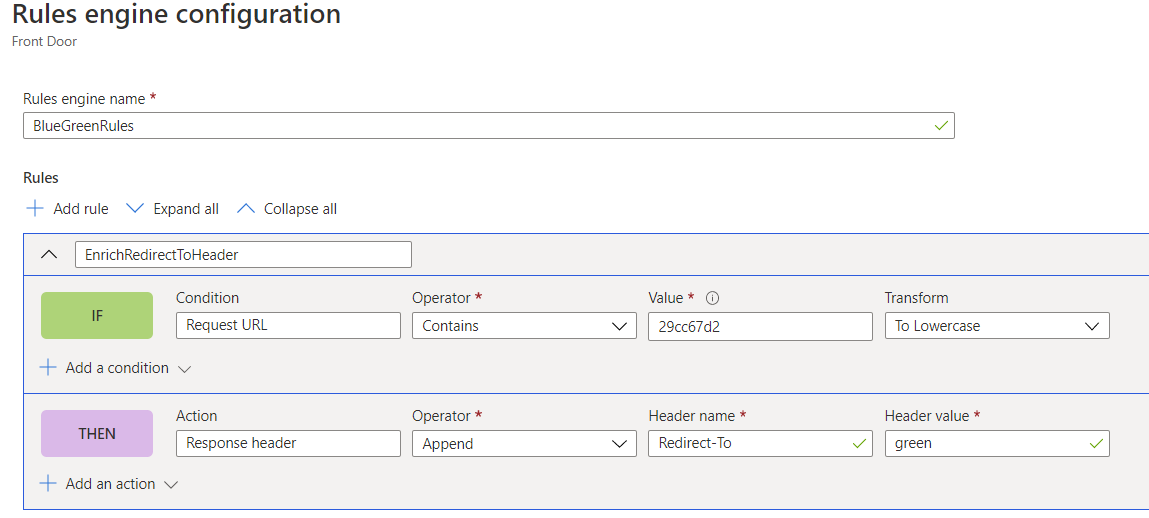 Rules engine configuration
Front Door
Rules engine name *
BlueGreenRules
Rules
Add rule Expand all Collapse all
EnrichRedirectToHeader
IF
Condition Operator * Value * Transform
Request URL Contains 29cc67d2 To Lowercase
Add a condition
THEN
Action Operator * Header name * Header value *
Response header Append Redirect-To green
Add an action